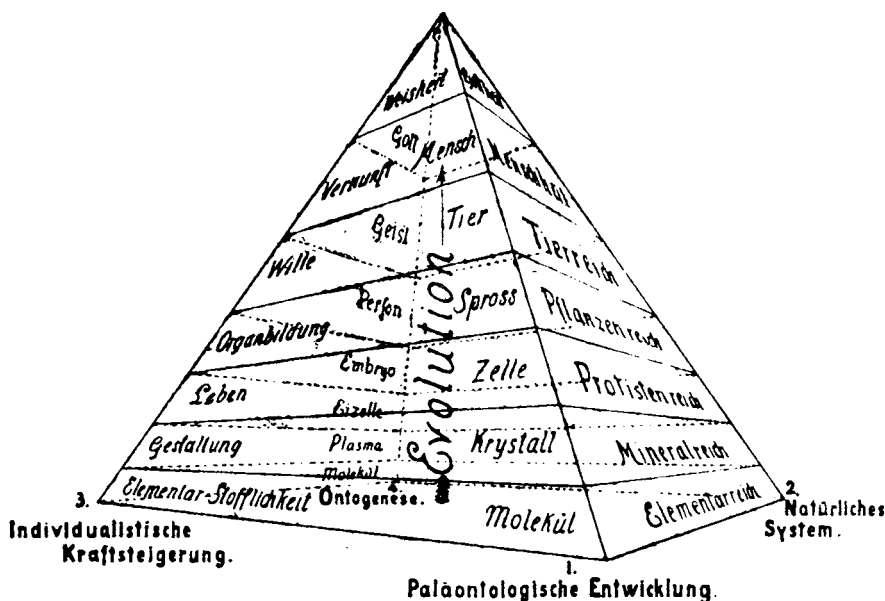 Weisheit
Gott Mensch Menschheit
Vernunft
Geist Tier Tierreich
Wille
Person Spross Pflanzenreich
Organbildung
Embryo Zelle Protistenreich
Leben
Eizelle
Gestaltung Plasma Krystall Mineralreich
Molekül
Elementar-Stofflichkeit Molekül Elementarreich
Evolution
4. Ontogenese.
3.
Individualistische
Kraftsteigerung.
2.
Natürliches
System.
1.
Paläontologische Entwicklung.